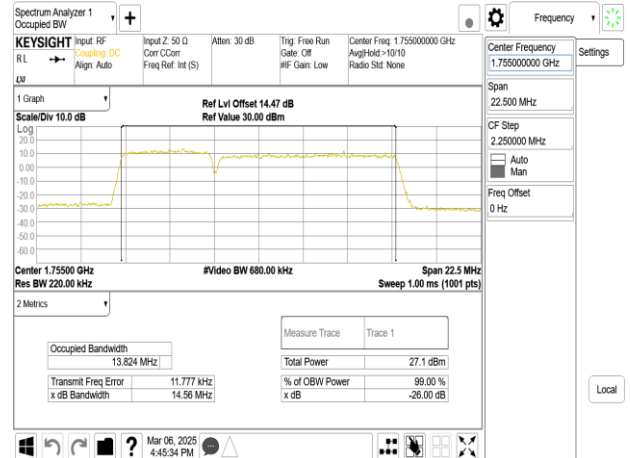 Spectrum Analyzer 1
Occupied BW
Frequency
KEYSIGHT
RL
LXI
Input: RF
Coupling: DC
Align: Auto
Input Z: 50 Ω
Corr CCorr
Freq Ref: Int (S)
Atten: 30 dB
Trig: Free Run
Gate: Off
#IF Gain: Low
Center Freq: 1.755000000 GHz
Avg|Hold:>10/10
Radio Std: None
Center Frequency
1.755000000 GHz
Settings
Span
22.500 MHz
CF Step
2.250000 MHz
Auto
Man
Freq Offset
0 Hz
Local
1 Graph
Scale/Div 10.0 dB
Ref Lvl Offset 14.47 dB
Ref Value 30.00 dBm
Log
20.0
10.0
0.00
-10.0
-20.0
-30.0
-40.0
-50.0
-60.0
Center 1.75500 GHz
#Video BW 680.00 kHz
Span 22.5 MHz
Res BW 220.00 kHz
Sweep 1.00 ms (1001 pts)
2 Metrics
Measure Trace Trace 1
Occupied Bandwidth
13.824 MHz
Total Power 27.1 dBm
Transmit Freq Error 11.777 kHz
% of OBW Power 99.00 %
x dB Bandwidth 14.56 MHz
x dB -26.00 dB
?
Mar 06, 2025
4:45:34 PM